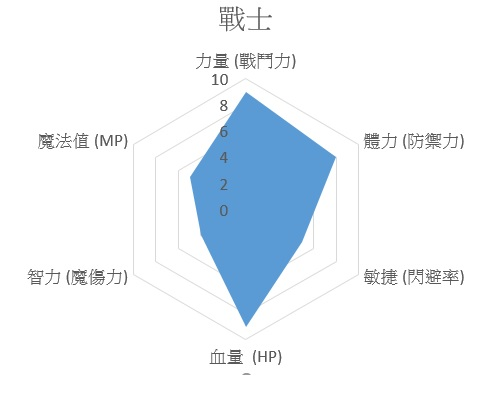 戰士
力量 (戰鬥力)
10
8
6
4
2
0
體力 (防禦力)
敏捷 (閃避率)
血量 (HP)
智力 (魔傷力)
魔法值 (MP)